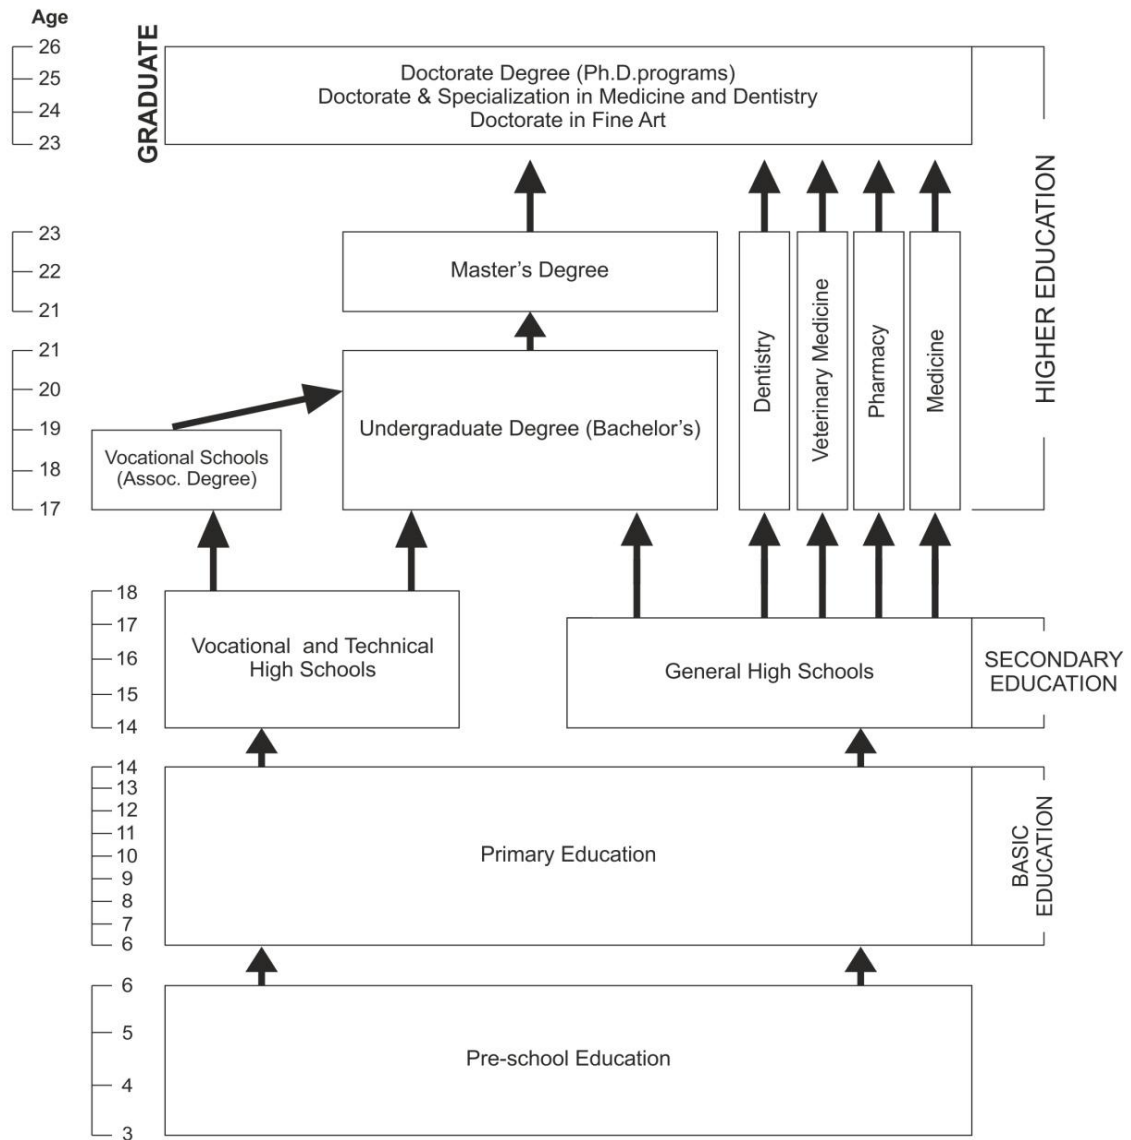 Age
26
25
24
23
GRADUATE
Doctorate Degree (Ph.D.programs)
Doctorate & Specialization in Medicine and Dentistry
Doctorate in Fine Art
HIGHER EDUCATION
23
22
21
Master's Degree
21
20
19
18
17
Vocational Schools
(Assoc. Degree)
Undergraduate Degree (Bachelor's)
Dentistry
Veterinary Medicine
Pharmacy
Medicine
18
17
16
15
14
Vocational and Technical
High Schools
General High Schools
SECONDARY
EDUCATION
14
13
12
11
10
9
8
7
6
Primary Education
BASIC
EDUCATION
6
5
4
3
Pre-school Education